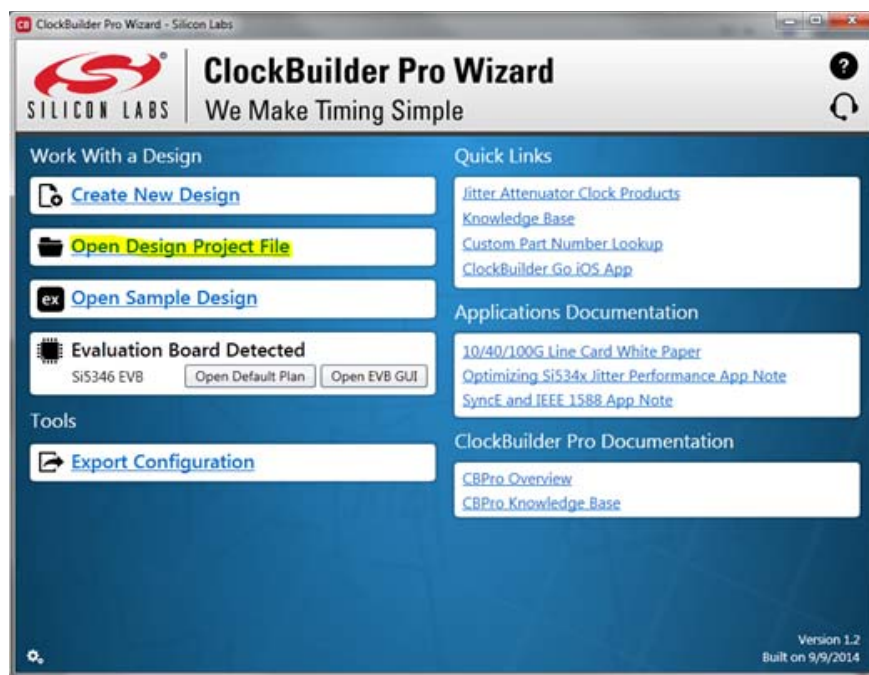 CB ClockBuilder Pro Wizard - Silicon Labs
SILICON LABS
ClockBuilder Pro Wizard
We Make Timing Simple
?
Work With a Design
Create New Design
Open Design Project File
ex Open Sample Design
Evaluation Board Detected
Si5346 EVB Open Default Plan Open EVB GUI
Tools
Export Configuration
Quick Links
Jitter Attenuator Clock Products
Knowledge Base
Custom Part Number Lookup
ClockBuilder Go iOS App
Applications Documentation
10/40/100G Line Card White Paper
Optimizing Si534x Jitter Performance App Note
SyncE and IEEE 1588 App Note
ClockBuilder Pro Documentation
CBPro Overview
CBPro Knowledge Base
Version 1.2
Built on 9/9/2014